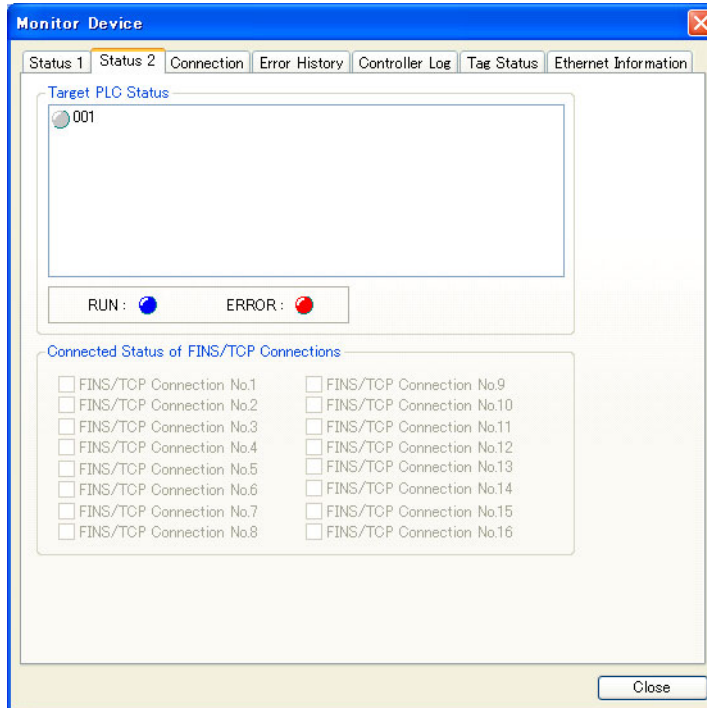 Monitor Device
Status 1 Status 2 Connection Error History Controller Log Tag Status Ethernet Information
Target PLC Status
001
RUN : ERROR :
Connected Status of FINS/TCP Connections
FINS/TCP Connection No.1 FINS/TCP Connection No.9
FINS/TCP Connection No.2 FINS/TCP Connection No.10
FINS/TCP Connection No.3 FINS/TCP Connection No.11
FINS/TCP Connection No.4 FINS/TCP Connection No.12
FINS/TCP Connection No.5 FINS/TCP Connection No.13
FINS/TCP Connection No.6 FINS/TCP Connection No.14
FINS/TCP Connection No.7 FINS/TCP Connection No.15
FINS/TCP Connection No.8 FINS/TCP Connection No.16
Close